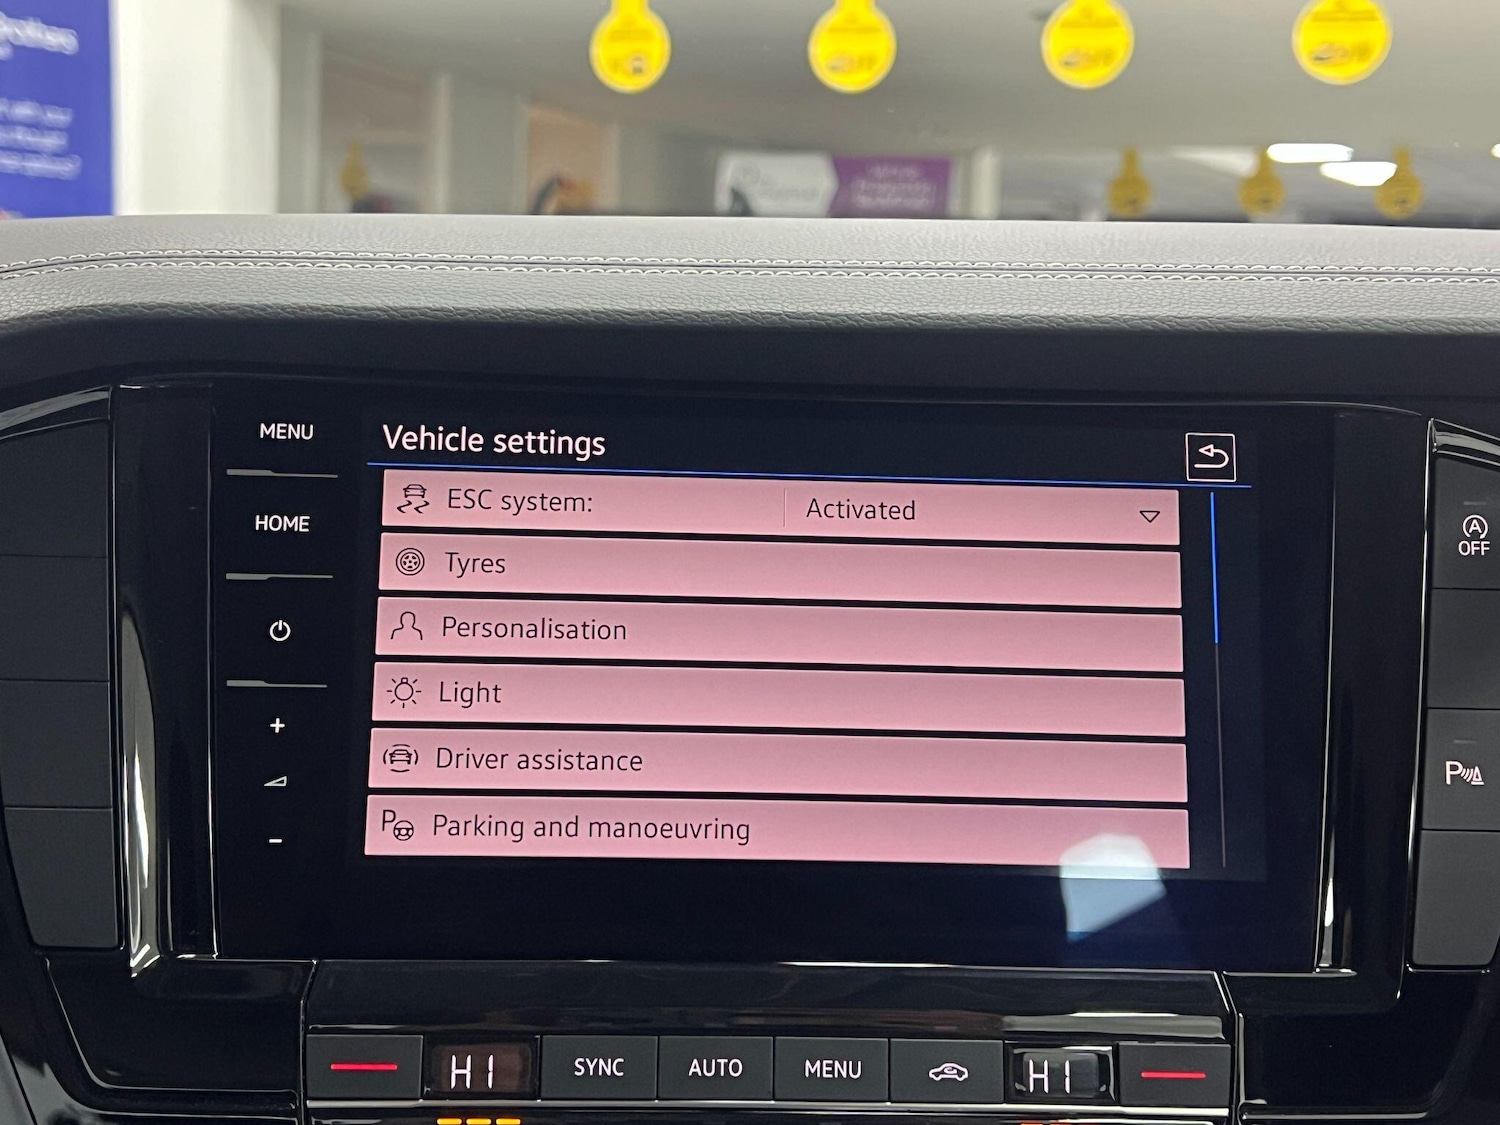 MENU
Vehicle settings
ESC system:
Activated
HOME
Tyres
A
OFF
Personalisation
Light
+
Driver assistance
P
P
Parking and manoeuvring
-
HI
SYNC
AUTO
MENU
HI